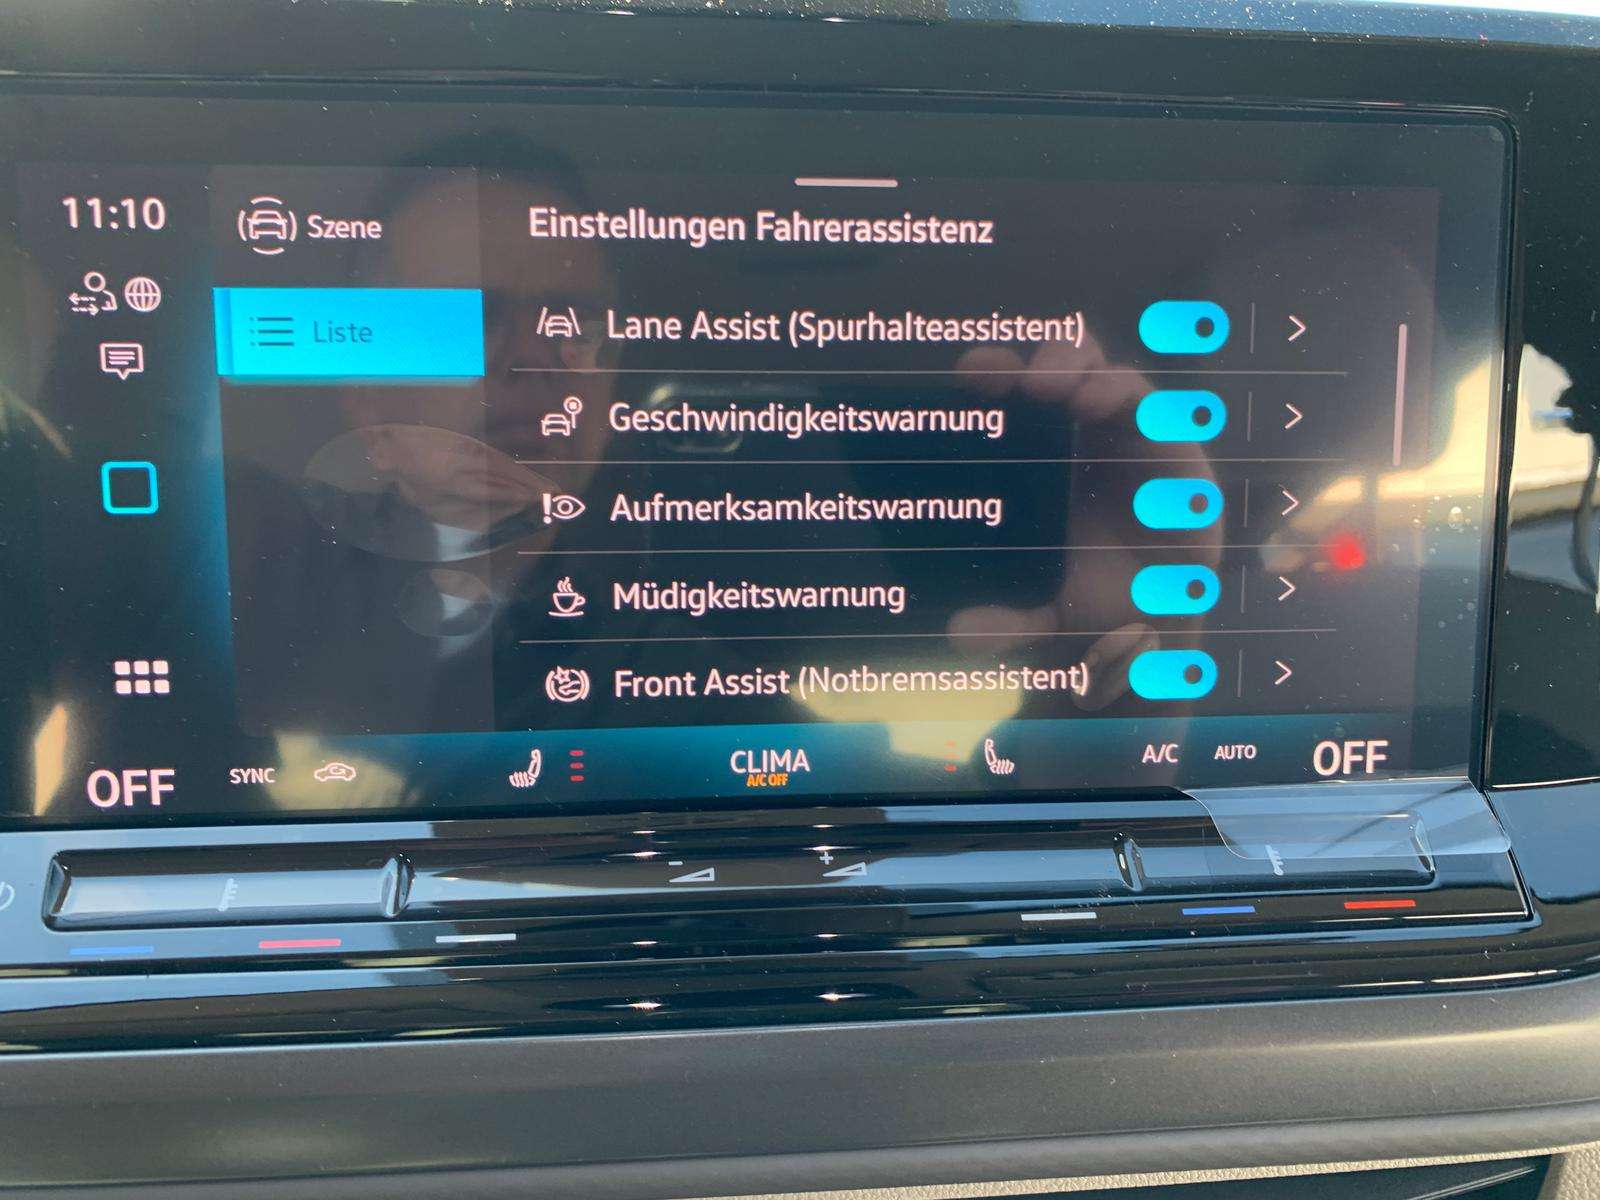 11:10
Szene
Liste
Einstellungen Fahrerassistenz
Lane Assist (Spurhalteassistent)
Geschwindigkeitswarnung
Aufmerksamkeitswarnung
Müdigkeitswarnung
Front Assist (Notbremsassistent)
OFF SYNC CLIMA A/C AUTO OFF
A/C OFF
- +